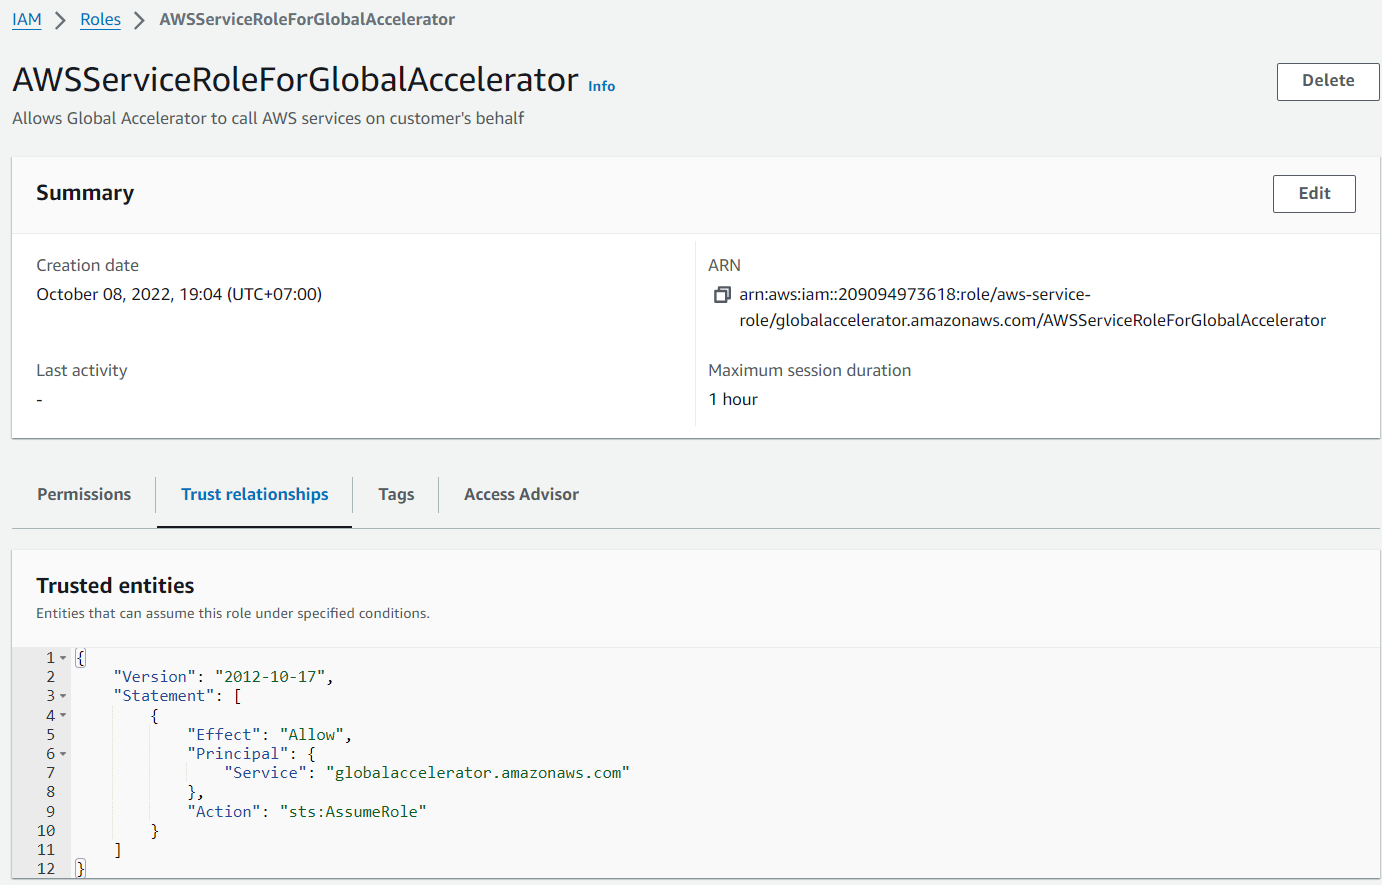 IAM > Roles > AWSServiceRoleForGlobalAccelerator
AWSServiceRoleForGlobalAccelerator Info
Delete
Allows Global Accelerator to call AWS services on customer's behalf
Summary
Edit
Creation date
October 08, 2022, 19:04 (UTC+07:00)
ARN
arn:aws:iam::209094973618:role/aws-service-
role/globalaccelerator.amazonaws.com/AWSServiceRoleForGlobalAccelerator
Last activity
-
Maximum session duration
1 hour
Permissions
Trust relationships
Tags
Access Advisor
Trusted entities
Entities that can assume this role under specified conditions.
1 {
2     "Version": "2012-10-17",
3     "Statement": [
4         {
5             "Effect": "Allow",
6             "Principal": {
7                 "Service": "globalaccelerator.amazonaws.com"
8             },
9             "Action": "sts:AssumeRole"
10         }
11     ]
12 }